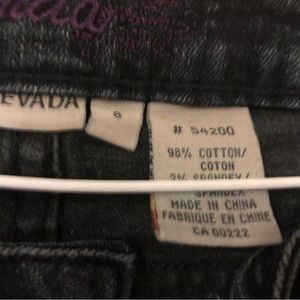 EVADA
8
# 54200
98% COTTON/
COTON
2% SPANDEX/
SPANDEX
MADE IN CHINA
FABRIQUE EN CHINE
CA 00222